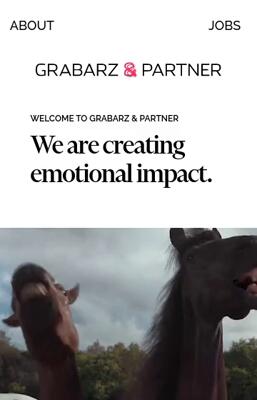 ABOUT
JOBS
GRABARZ & PARTNER
WELCOME TO GRABARZ & PARTNER
We are creating
emotional impact.